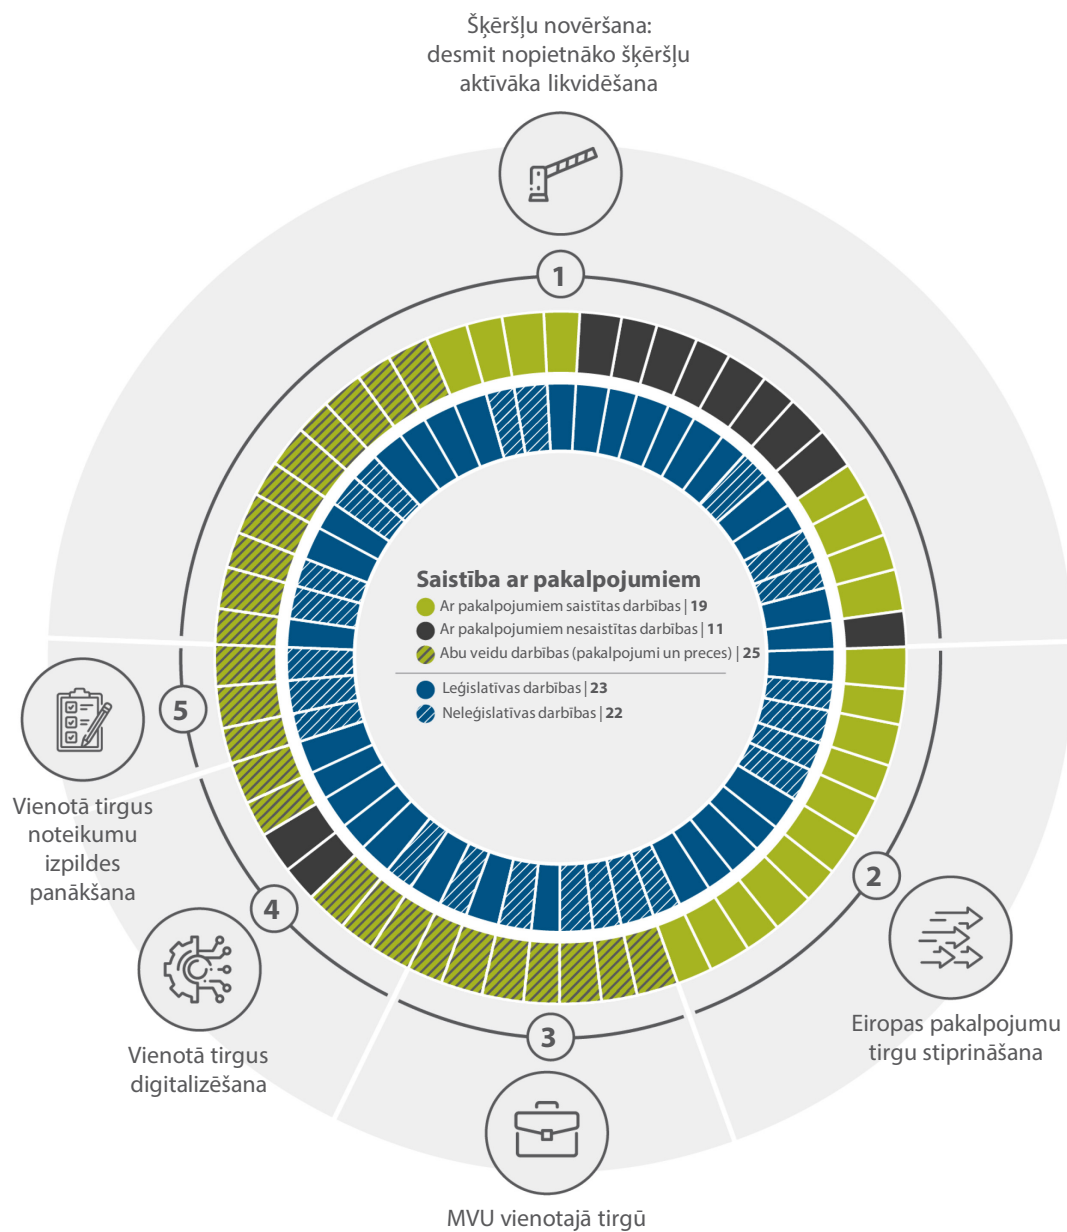 Šķēršļu novēršana:
desmit nopietnāko šķēršļu
aktīvāka likvidēšana
1
Saistība ar pakalpojumiem
Ar pakalpojumiem saistītas darbības | 19
Ar pakalpojumiem nesaistītas darbības | 11
Abu veidu darbības (pakalpojumi un preces) | 25
Leģislatīvas darbības | 23
Neleģislatīvas darbības | 22
5
Vienotā tirgus
noteikumu
izpildes
panākšana
2
Eiropas pakalpojumu
tirgu stiprināšana
4
Vienotā tirgus
digitalizēšana
3
MVU vienotajā tirgū